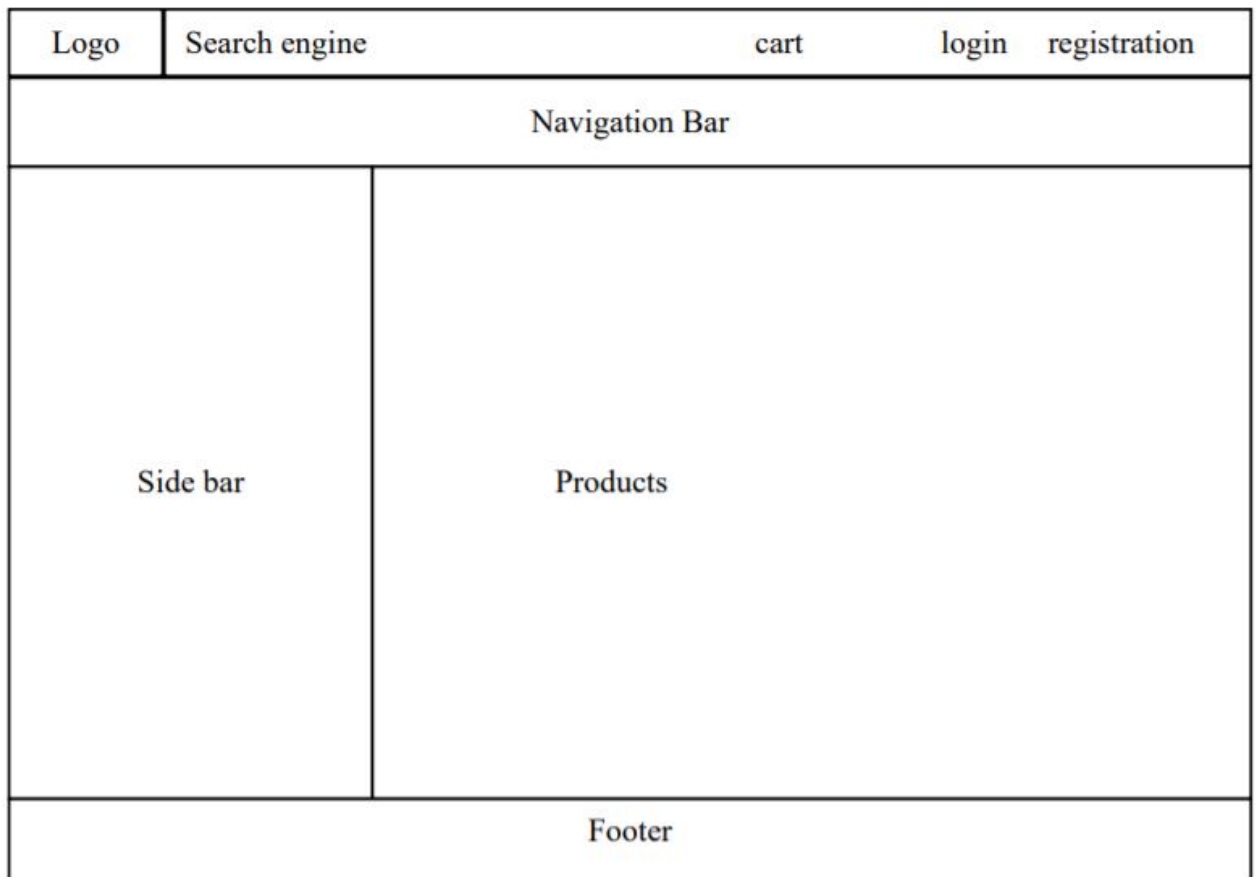 Logo Search engine cart login registration
Navigation Bar
Side bar Products
Footer